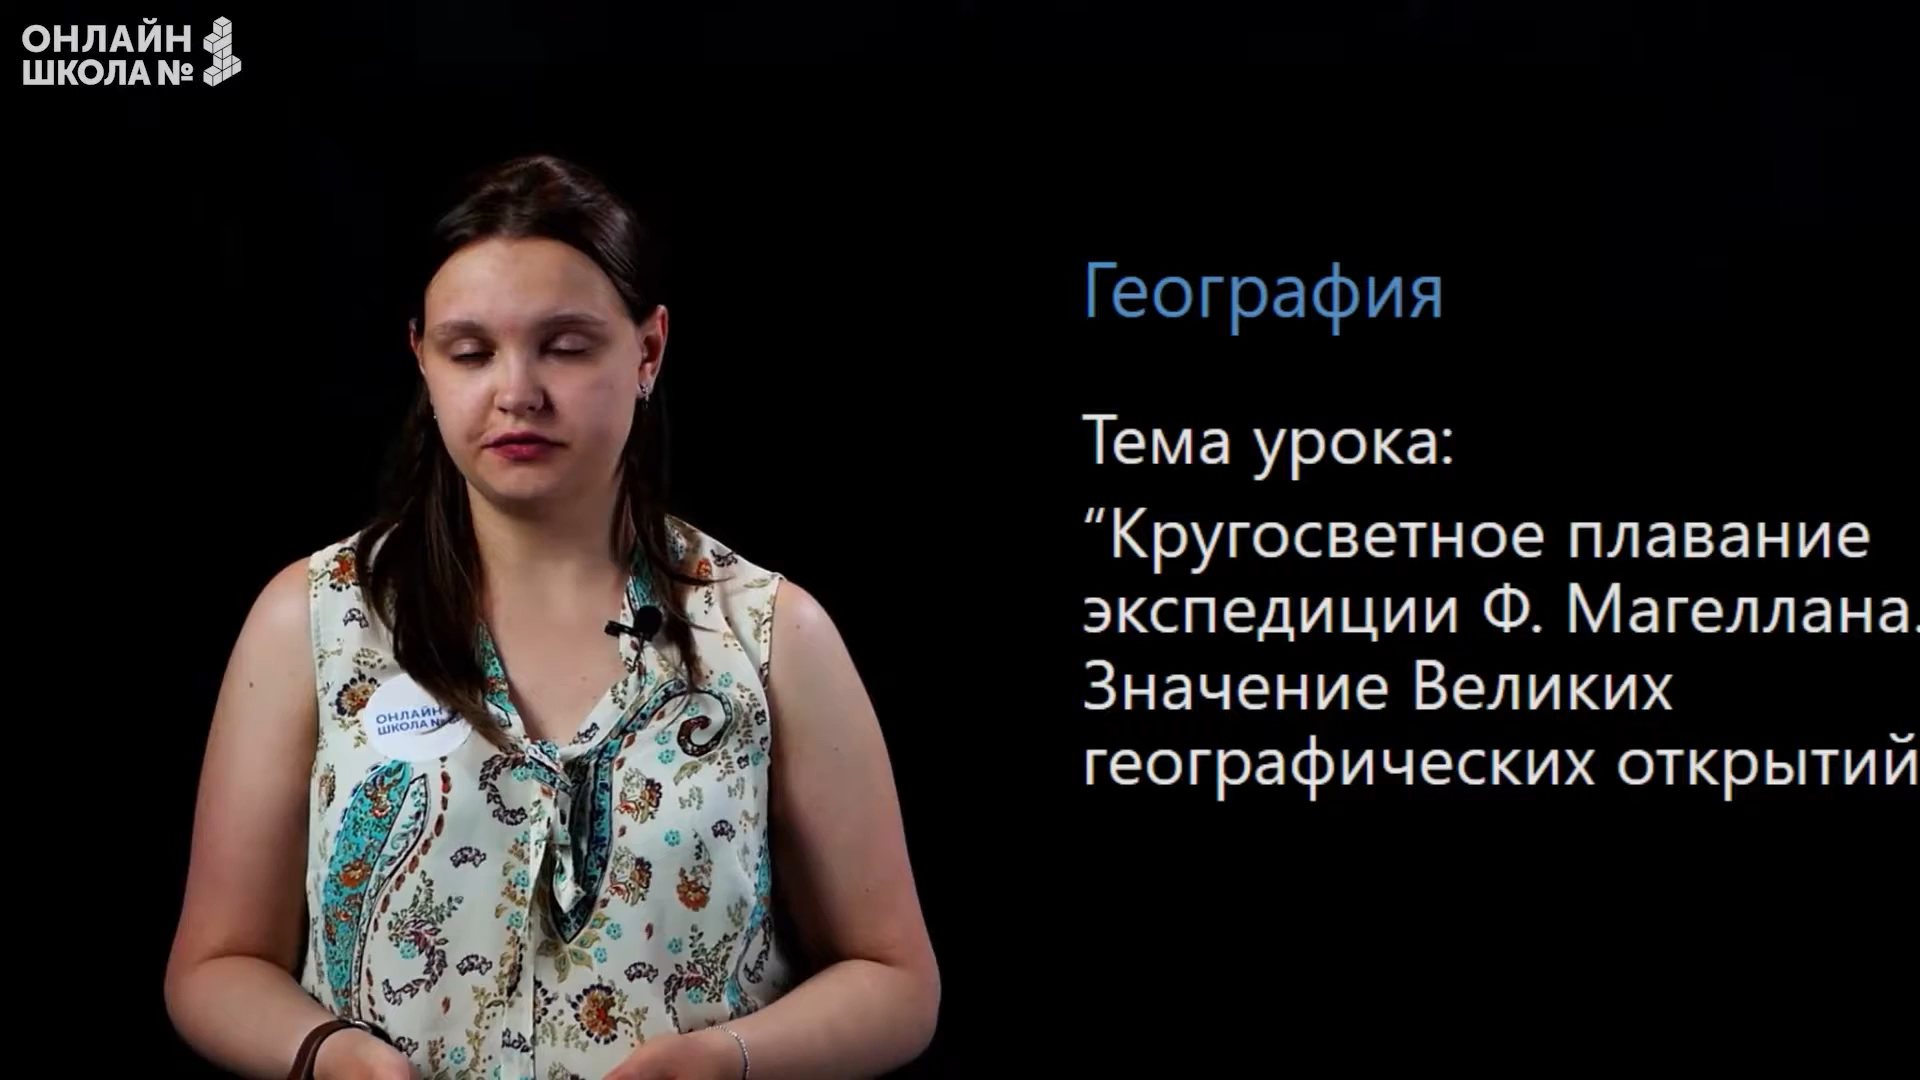 ОНЛАЙН
ШКОЛА №
География
Тема урока:
“Кругосветное плавание
экспедиции Ф. Магеллана.
Значение Великих
географических открытий
ОНЛАЙН
ШКОЛА №